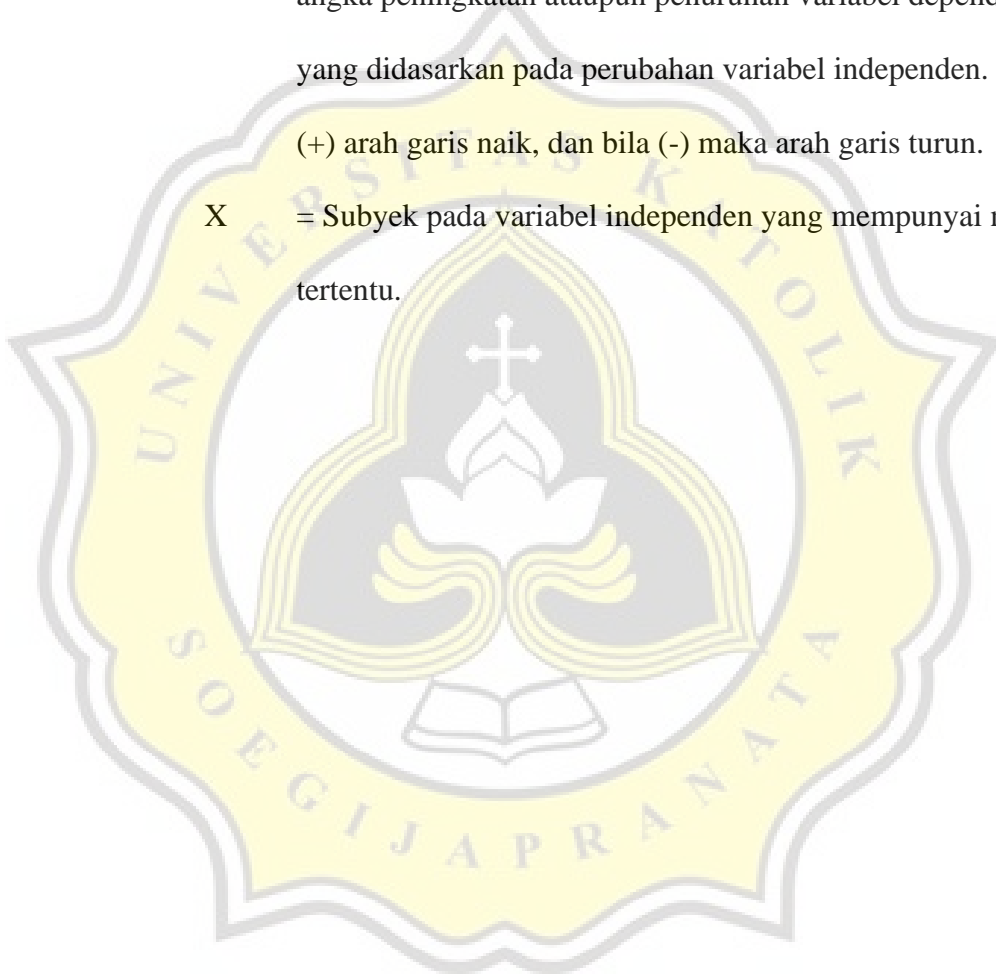 angka peningkatan ataupun penurunan variabel
yang didasarkan pada perubahan variabel independen.
(+) arah garis naik, dan bila (-) maka arah garis turun.
X = Subyek pada variabel independen yang mempunyai
tertentu.
UNIVERSITAS KATOLIK
SOEGIJAPRANATA